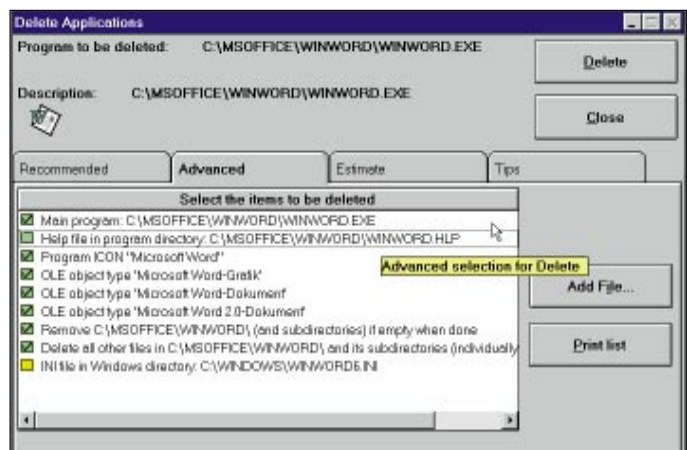 Delete Applications
Program to be deleted: C:\MSOFFICE\WINWORD\WINWORD.EXE
Delete
Description: C:\MSOFFICE\WINWORD\WINWORD.EXE
Close
Recommended Advanced Estimate Tips
Select the items to be deleted
Main program: C:\MSOFFICE\WINWORD\WINWORD.EXE
Help file in program directory: C:\MSOFFICE\WINWORD\WINWORD.HLP
Program ICON "Microsoft Word"
Advanced selection for Delete
OLE object type 'Microsoft Word-Grafik'
OLE object type 'Microsoft Word-Dokument'
Add File...
OLE object type 'Microsoft Word 2.0-Dokument'
Remove C:\MSOFFICE\WINWORD\ (and subdirectories) if empty when done
Delete all other files in C:\MSOFFICE\WINWORD\ and its subdirectories (individually
Print list
INI file in Windows directory: C:\WINDOWS\WINWORD6.INI